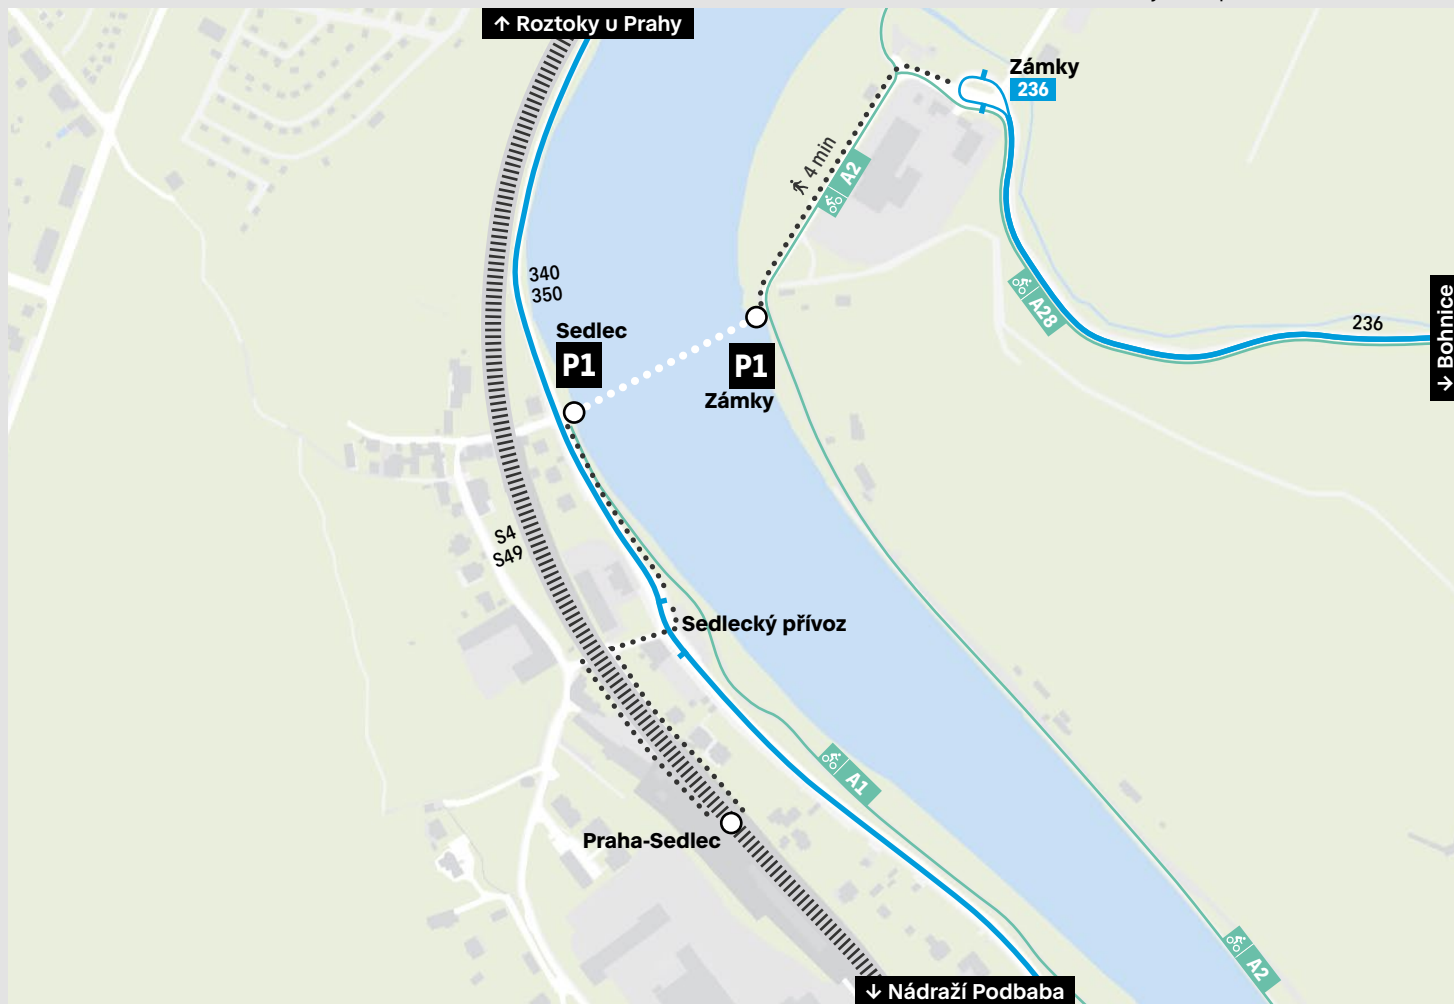 ↑ Roztoky u Prahy
Zámky
236
4 min
A2
340
350
A28
236
↓ Bohnice
Sedlec
P1
P1
Zámky
S4
S49
Sedlecký přívoz
A1
Praha-Sedlec
A2
↓ Nádraží Podbaba